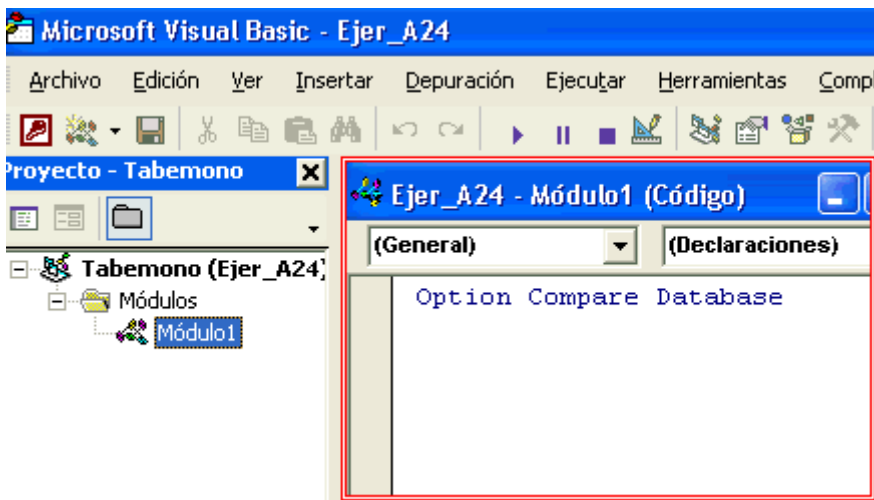 Microsoft Visual Basic - Ejer_A24
Archivo Edición Ver Insertar Depuración Ejecutar Herramientas
Proyecto - Tabemono
Ejer_A24 - Módulo1 (Código)
(General) (Declaraciones)
Tabemono (Ejer_A24)
Option Compare Database
Módulos
Módulo1